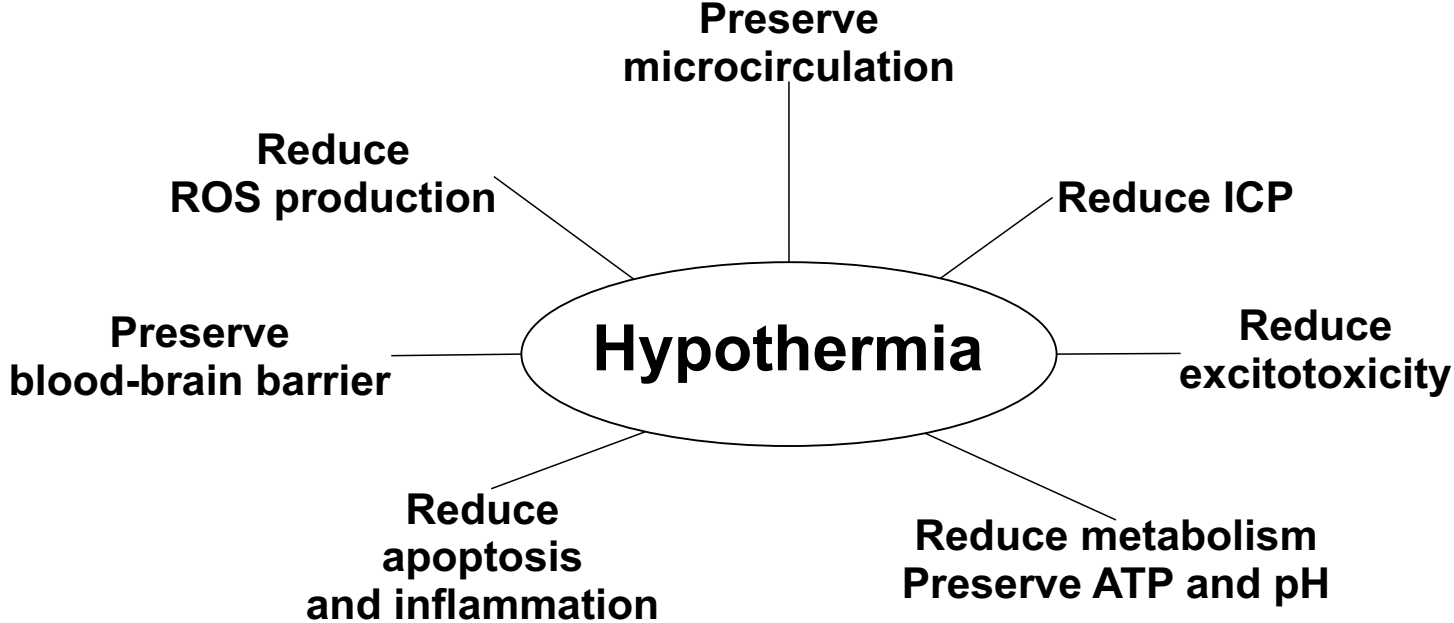 Preserve
microcirculation
Reduce
ROS production
Reduce ICP
Preserve
blood-brain barrier
Hypothermia
Reduce
excitotoxicity
Reduce
apoptosis
and inflammation
Reduce metabolism
Preserve ATP and pH